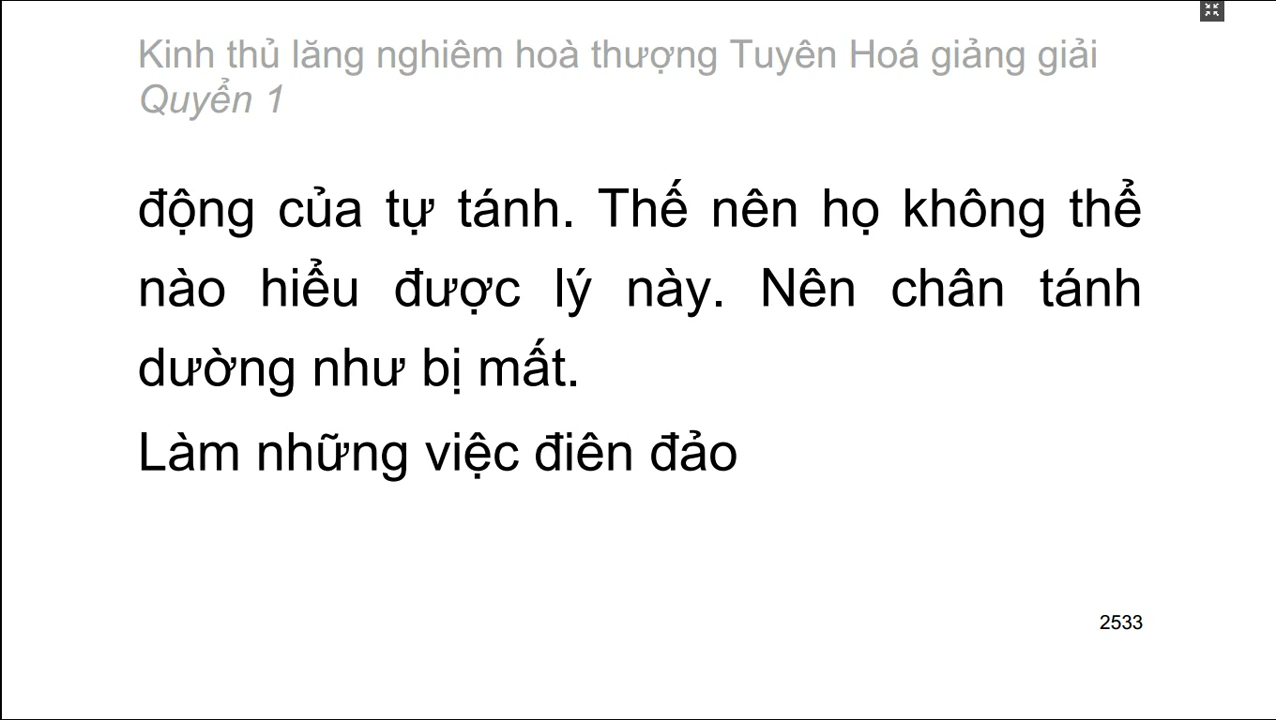 Kinh thủ lăng nghiêm hoà thượng Tuyên Hoá giảng giải
Quyển 1
động của tự tánh. Thế nên họ không thể
nào hiểu được lý này. Nên chân tánh
dường như bị mất.
Làm những việc điên đảo
2533